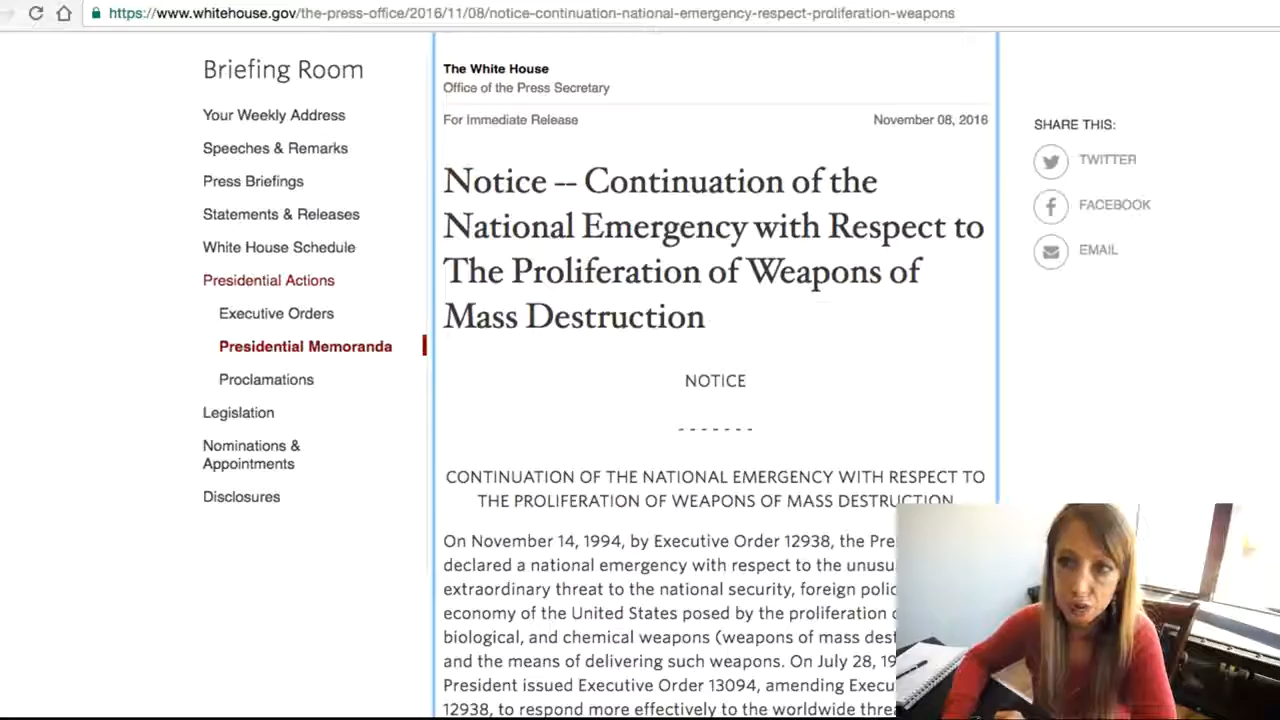 https://www.whitehouse.gov/the-press-office/2016/11/08/notice-continuation-national-emergency-respect-proliferation-weapons
Briefing Room
Your Weekly Address
Speeches & Remarks
Press Briefings
Statements & Releases
White House Schedule
Presidential Actions
Executive Orders
Presidential Memoranda
Proclamations
Legislation
Nominations &
Appointments
Disclosures
The White House
Office of the Press Secretary
For Immediate Release
November 08, 2016
Notice -- Continuation of the
National Emergency with Respect to
The Proliferation of Weapons of
Mass Destruction
NOTICE
- - - - - - -
CONTINUATION OF THE NATIONAL EMERGENCY WITH RESPECT TO
THE PROLIFERATION OF WEAPONS OF MASS DESTRUCTION
On November 14, 1994, by Executive Order 12938, the Pre
declared a national emergency with respect to the unusu
extraordinary threat to the national security, foreign polic
economy of the United States posed by the proliferation
biological, and chemical weapons (weapons of mass dest
and the means of delivering such weapons. On July 28, 19
President issued Executive Order 13094, amending Execu
12938, to respond more effectively to the worldwide threa
SHARE THIS:
TWITTER
FACEBOOK
EMAIL